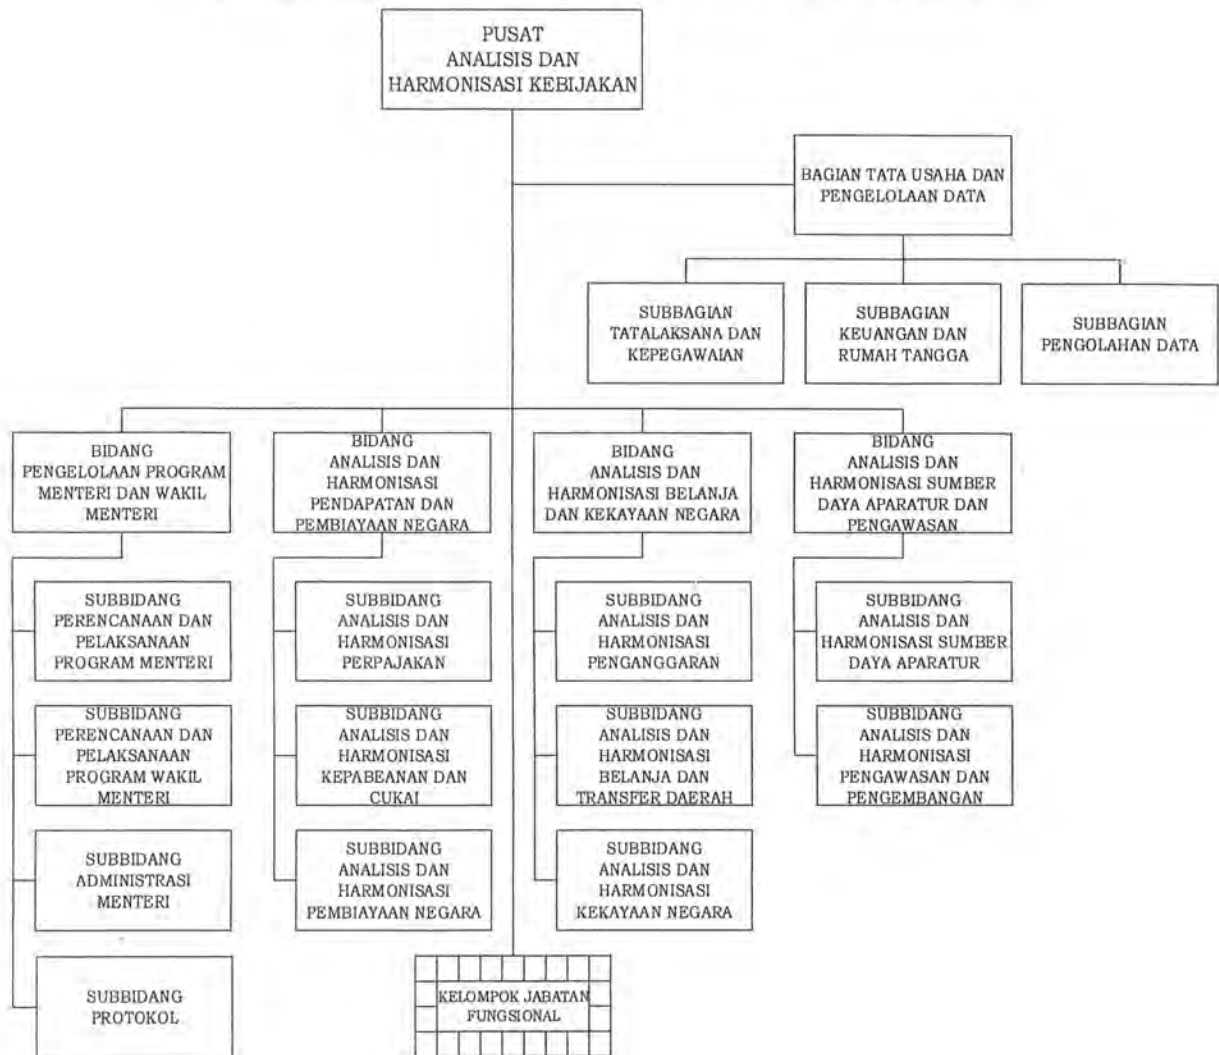 PUSAT
ANALISIS DAN
HARMONISASI KEBIJAKAN
BAGIAN TATA USAHA DAN
PENGELOLAAN DATA
SUBBAGIAN
TATALAKSANA DAN
KEPEGAWAIAN
SUBBAGIAN
KEUANGAN DAN
RUMAH TANGGA
SUBBAGIAN
PENGOLAHAN DATA
BIDANG
PENGELOLAAN PROGRAM
MENTERI DAN WAKIL
MENTERI
BIDANG
ANALISIS DAN
HARMONISASI
PENDAPATAN DAN
PEMBIAYAAN NEGARA
BIDANG
ANALISIS DAN
HARMONISASI BELANJA
DAN KEKAYAAN NEGARA
BIDANG
ANALISIS DAN
HARMONISASI SUMBER
DAYA APARATUR DAN
PENGAWASAN
SUBBIDANG
PERENCANAAN DAN
PELAKSANAAN
PROGRAM MENTERI
SUBBIDANG
ANALISIS DAN
HARMONISASI
PERPAJAKAN
SUBBIDANG
ANALISIS DAN
HARMONISASI
PENGANGGARAN
SUBBIDANG
ANALISIS DAN
HARMONISASI SUMBER
DAYA APARATUR
SUBBIDANG
PERENCANAAN DAN
PELAKSANAAN
PROGRAM WAKIL
MENTERI
SUBBIDANG
ANALISIS DAN
HARMONISASI
KEPABEANAN DAN
CUKAI
SUBBIDANG
ANALISIS DAN
HARMONISASI
BELANJA DAN
TRANSFER DAERAH
SUBBIDANG
ANALISIS DAN
HARMONISASI
PENGAWASAN DAN
PENGEMBANGAN
SUBBIDANG
ADMINISTRASI
MENTERI
SUBBIDANG
ANALISIS DAN
HARMONISASI
PEMBIAYAAN NEGARA
SUBBIDANG
ANALISIS DAN
HARMONISASI
KEKAYAAN NEGARA
SUBBIDANG
PROTOKOL
KELOMPOK JABATAN
FUNGSIONAL